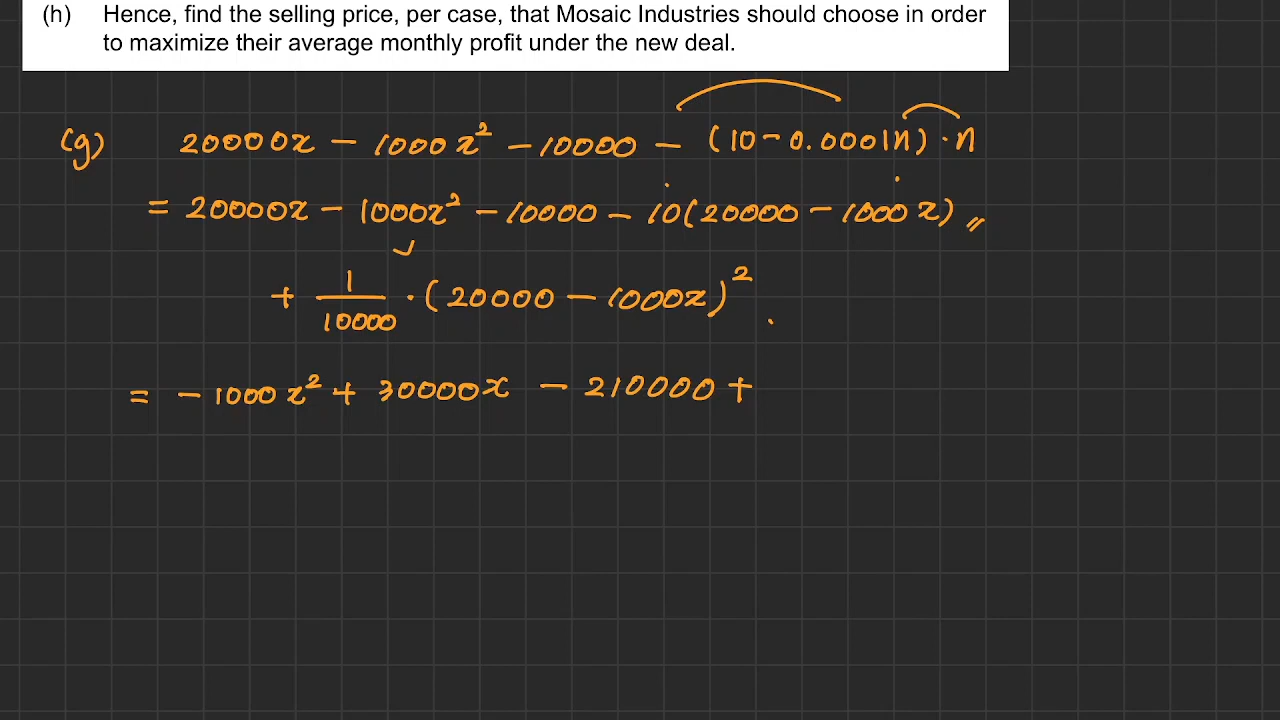 (h) Hence, find the selling price, per case, that Mosaic Industries should choose in order
to maximize their average monthly profit under the new deal.
(g) 20000x − 1000x² − 10000 − (10 − 0.0001n) · n
= 20000x − 1000x² − 10000 − 10(20000 − 1000x)
+ 1/10000 · (20000 − 1000x)²
= −1000x² + 30000x − 210000 +